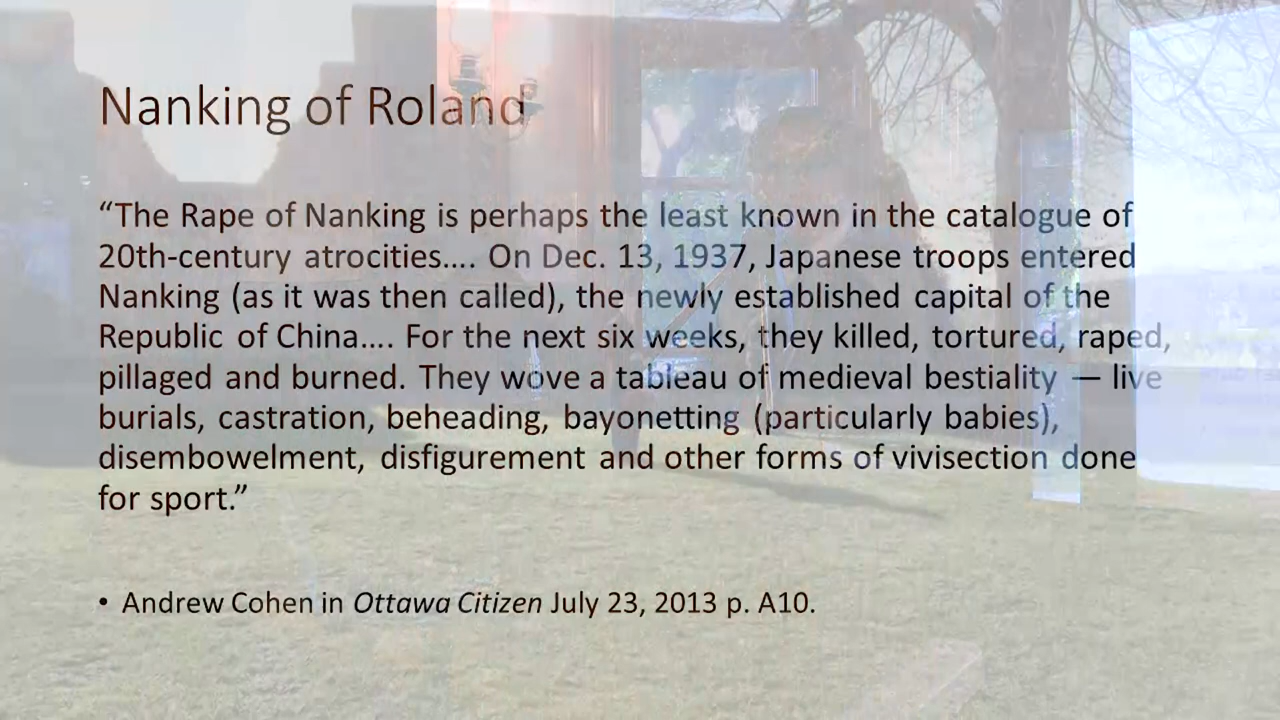 Nanking of Roland
“The Rape of Nanking is perhaps the least known in the catalogue of
20th-century atrocities…. On Dec. 13, 1937, Japanese troops entered
Nanking (as it was then called), the newly established capital of the
Republic of China…. For the next six weeks, they killed, tortured, raped,
pillaged and burned. They wove a tableau of medieval bestiality — live
burials, castration, beheading, bayonetting (particularly babies),
disembowelment, disfigurement and other forms of vivisection done
for sport.”
• Andrew Cohen in Ottawa Citizen July 23, 2013 p. A10.